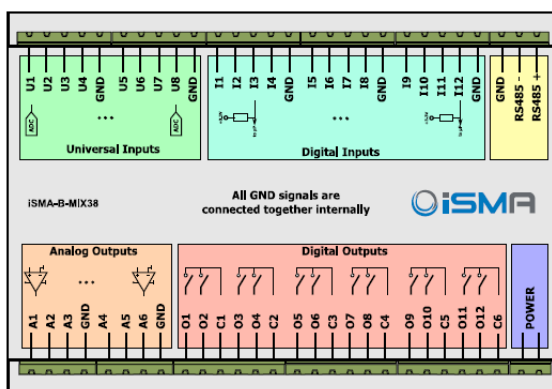 U1 U2 U3 U4 GND U5 U6 U7 U8 GND
I1 I2 I3 I4 GND I5 I6 I7 I8 GND I9 I10 I11 I12 GND
GND RS485 - RS485 +
ADC ... ADC
...
Universal Inputs
Digital Inputs
iSMA-B-MIX38
All GND signals are
connected together internally
iSMA
Analog Outputs
Digital Outputs
...
A1 A2 A3 GND A4 A5 A6 GND
O1 O2 C1 O3 O4 C2 O5 O6 C3 O7 O8 C4 O9 O10 C5 O11 O12 C6
POWER